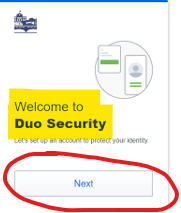 Welcome to
Duo Security
Let's set up an account to protect your identity.
Next